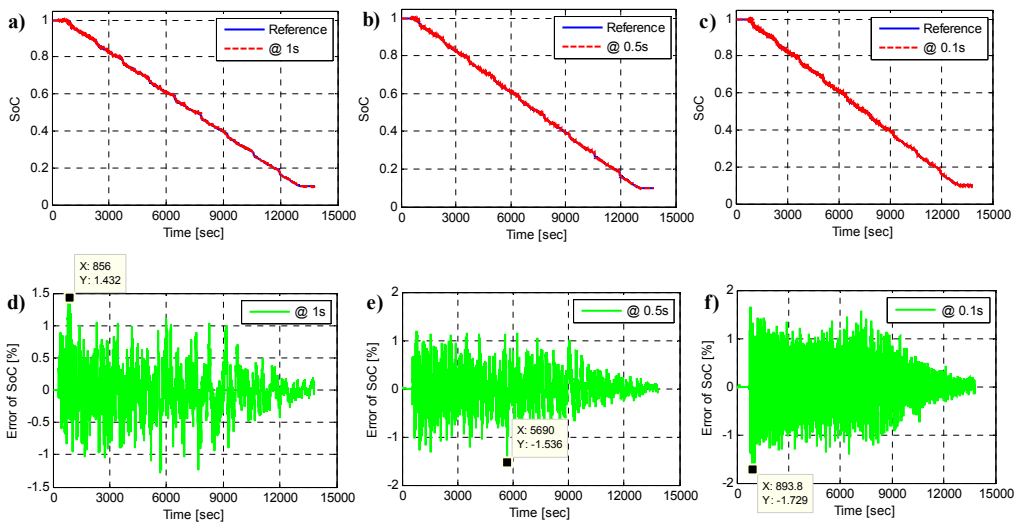 a)
1
0.8
0.6
0.4
0.2
0
SoC
0 3000 6000 9000 12000 15000
Time [sec]
Reference
@ 1s
b)
1
0.8
0.6
0.4
0.2
0
SoC
0 3000 6000 9000 12000 15000
Time [sec]
Reference
@ 0.5s
c)
1
0.8
0.6
0.4
0.2
0
SoC
0 3000 6000 9000 12000 15000
Time [sec]
Reference
@ 0.1s
d)
X: 856
Y: 1.432
1.5
1
0.5
0
-0.5
-1
-1.5
Error of SoC [%]
0 3000 6000 9000 12000 15000
Time [sec]
@ 1s
e)
2
1
0
-1
-2
Error of SoC [%]
0 3000 6000 9000 12000 15000
Time [sec]
@ 0.5s
X: 5690
Y: -1.536
f)
2
1
0
-1
-2
Error of SoC [%]
0 3000 6000 9000 12000 15000
Time [sec]
@ 0.1s
X: 893.8
Y: -1.729